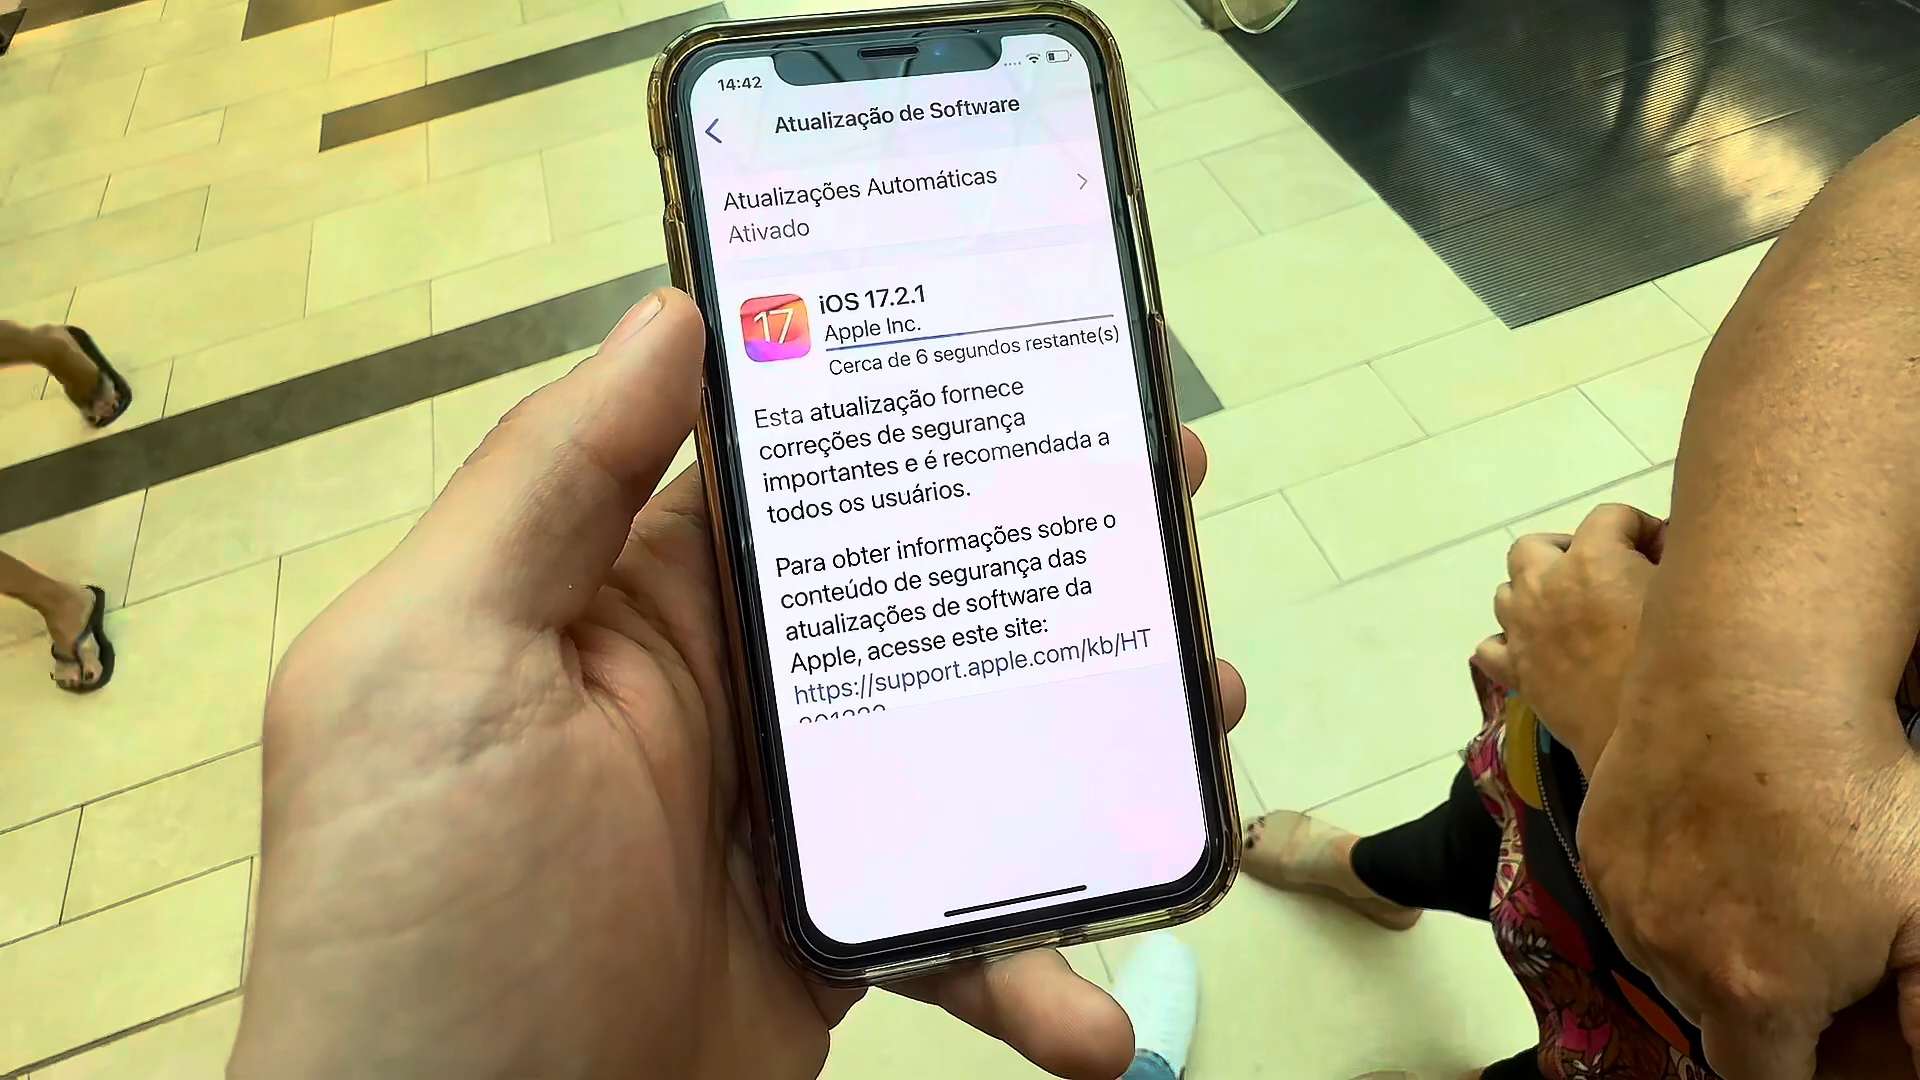 14:42
Atualização de Software
Atualizações Automáticas
Ativado
17
iOS 17.2.1
Apple Inc.
Cerca de 6 segundos restante(s)
Esta atualização fornece
correções de segurança
importantes e é recomendada a
todos os usuários.
Para obter informações sobre o
conteúdo de segurança das
atualizações de software da
Apple, acesse este site:
https://support.apple.com/kb/HT